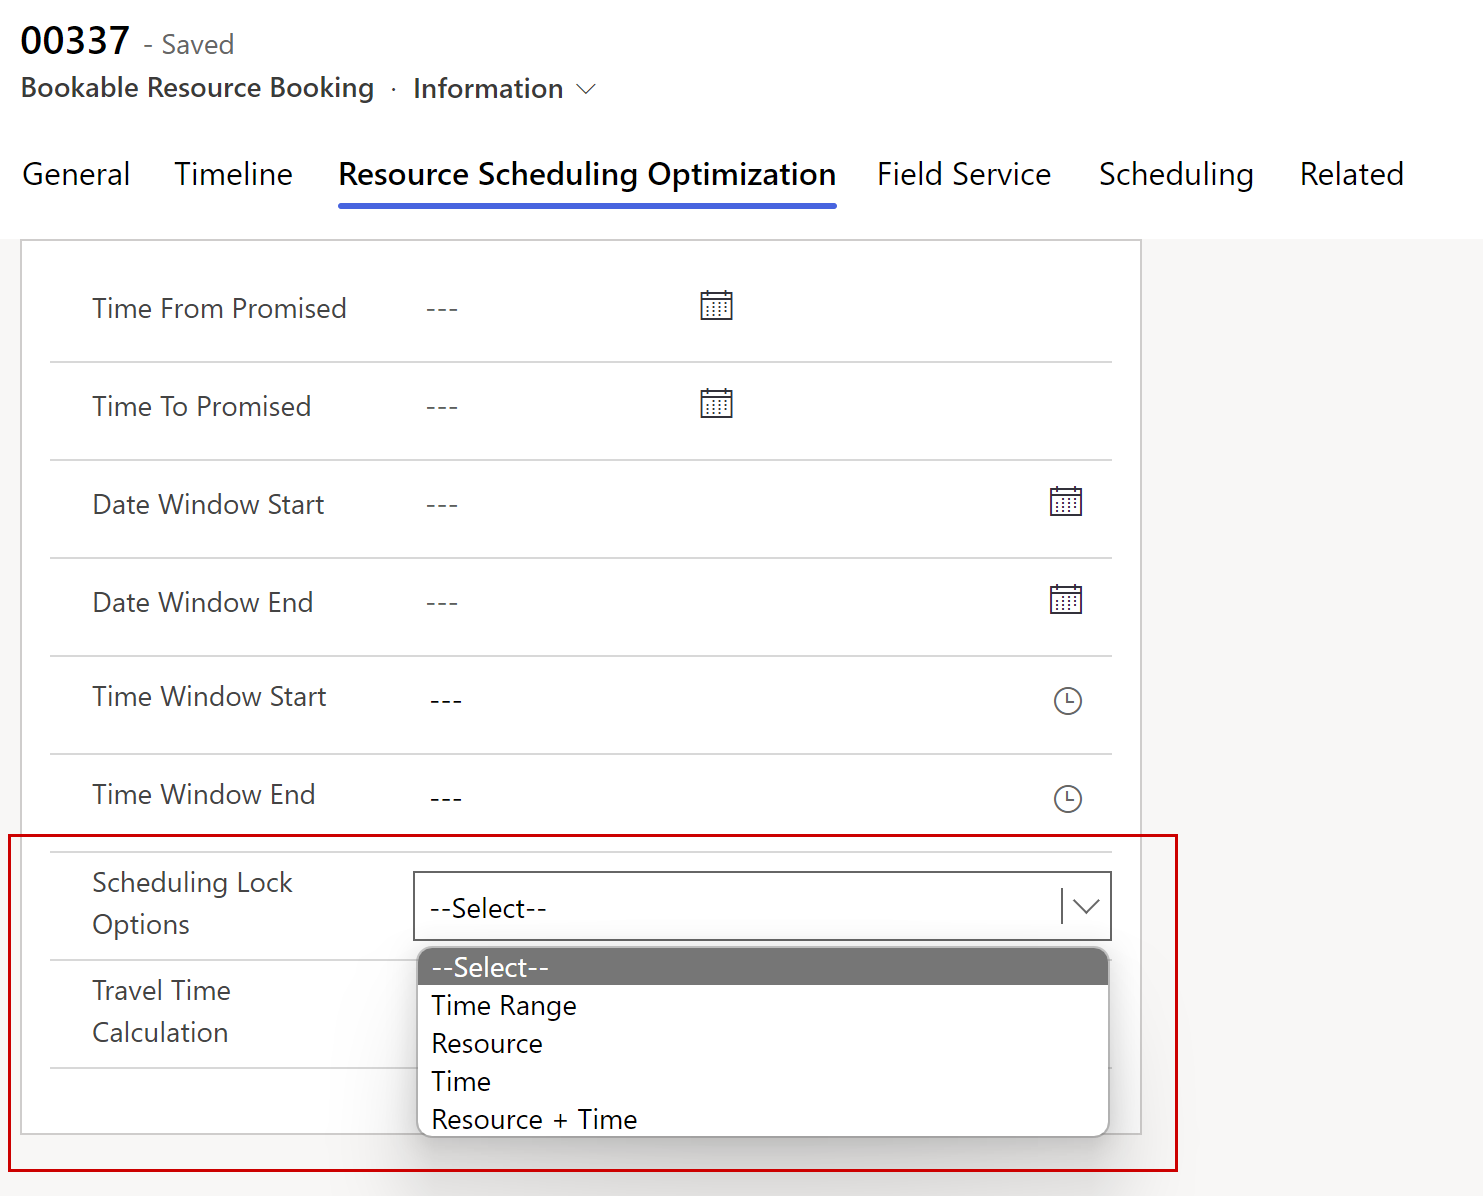 00337 - Saved
Bookable Resource Booking · Information
General Timeline Resource Scheduling Optimization Field Service Scheduling Related
Time From Promised ---
Time To Promised ---
Date Window Start ---
Date Window End ---
Time Window Start ---
Time Window End ---
Scheduling Lock
Options
--Select--
--Select--
Travel Time
Calculation
Time Range
Resource
Time
Resource + Time